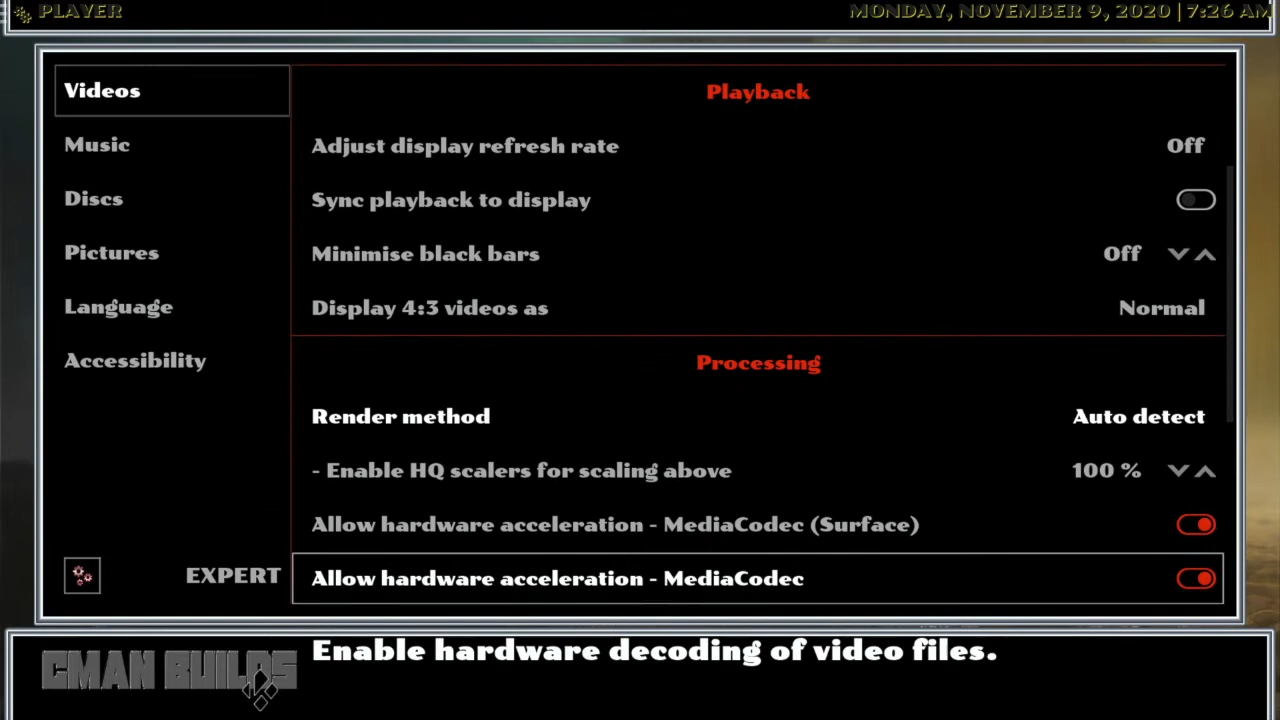 PLAYER
MONDAY, NOVEMBER 9, 2020 | 7:26 AM
Videos
Music
Discs
Pictures
Language
Accessibility
EXPERT
Playback
Adjust display refresh rate Off
Sync playback to display
Minimise black bars Off
Display 4:3 videos as Normal
Processing
Render method Auto detect
- Enable HQ scalers for scaling above 100 %
Allow hardware acceleration - MediaCodec (Surface)
Allow hardware acceleration - MediaCodec
CMAN BUILDS
Enable hardware decoding of video files.